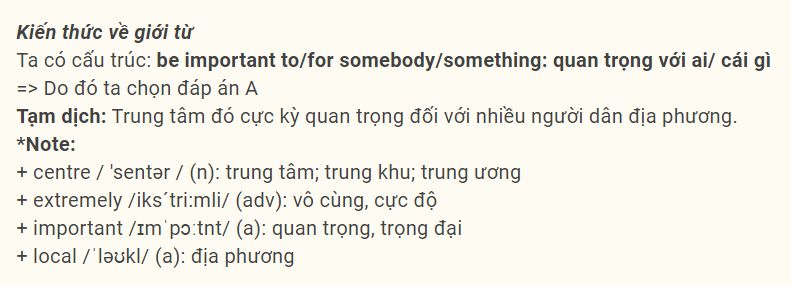 Kiến thức về giới từ
Ta có cấu trúc: be important to/for somebody/something: quan trọng với ai/ cái gì
=> Do đó ta chọn đáp án A
Tạm dịch: Trung tâm đó cực kỳ quan trọng đối với nhiều người dân địa phương.
*Note:
+ centre / 'sentər / (n): trung tâm; trung khu; trung ương
+ extremely /iks´tri:mli/ (adv): vô cùng, cực độ
+ important /ɪmˈpɔːtnt/ (a): quan trọng, trọng đại
+ local /ˈləʊkl/ (a): địa phương